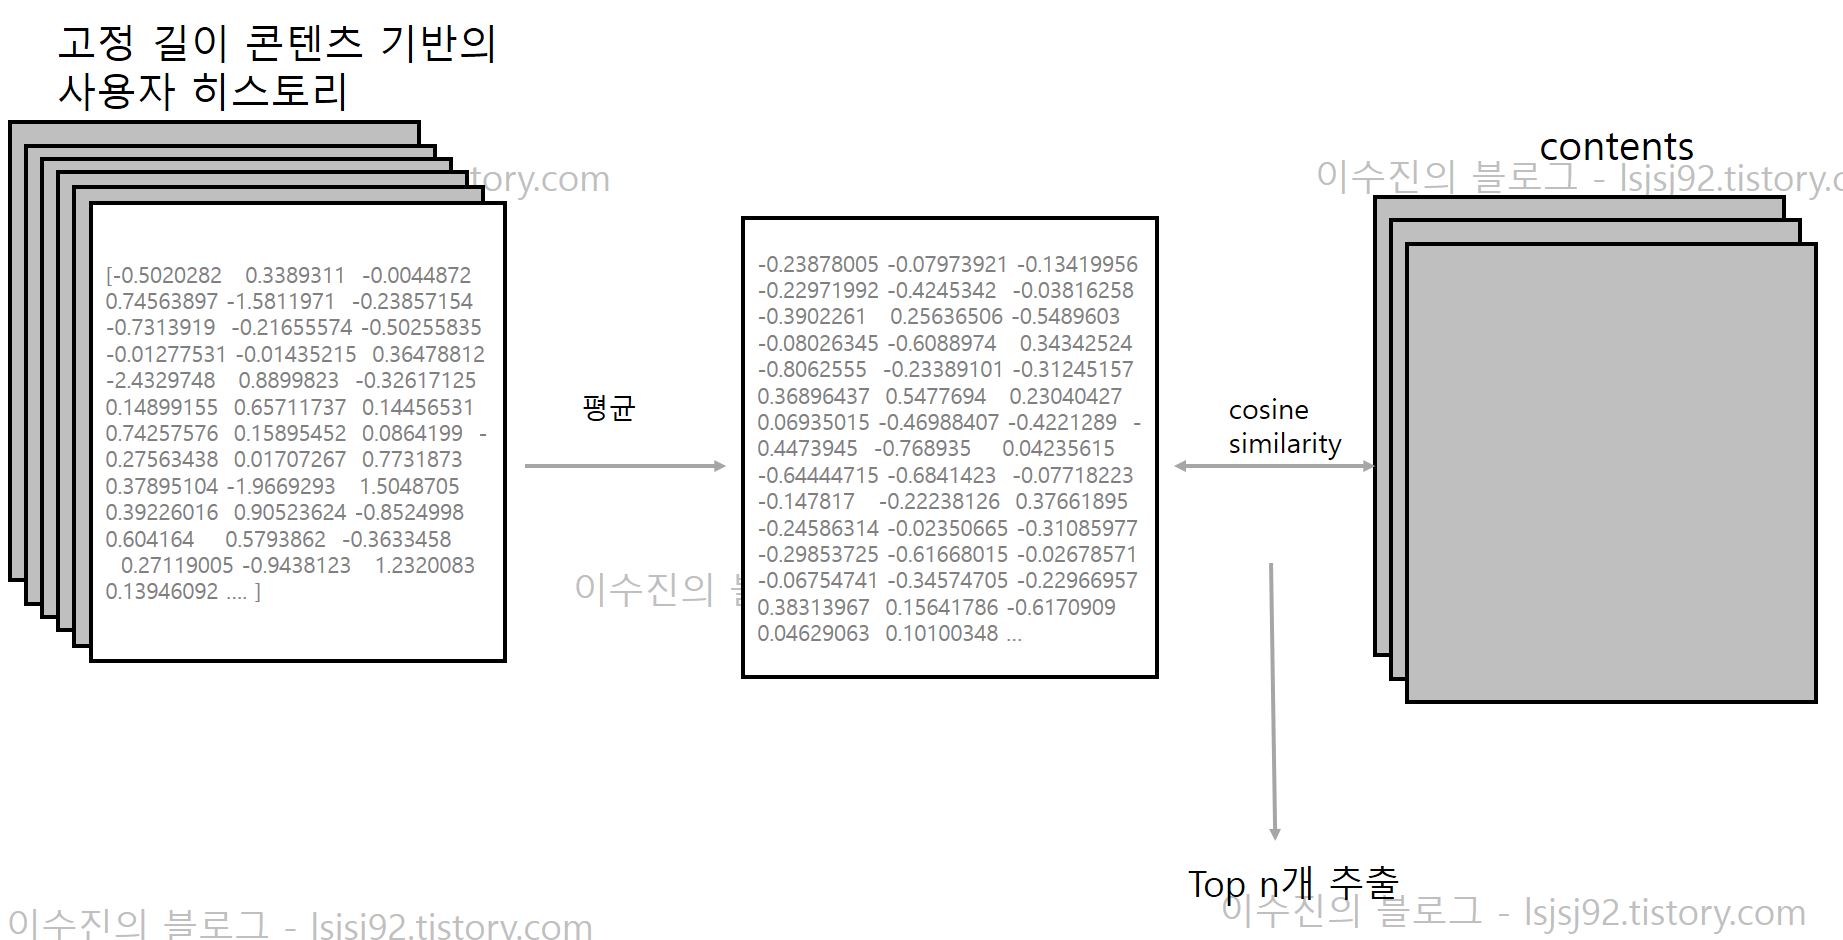 고정 길이 콘텐츠 기반의
사용자 히스토리
story.com
[-0.5020282 0.3389311 -0.0044872
0.74563897 -1.5811971 -0.23857154
-0.7313919 -0.21655574 -0.50255835
-0.01277531 -0.01435215 0.36478812
-2.4329748 0.8899823 -0.32617125
0.14899155 0.65711737 0.14456531
0.74257576 0.15895452 0.0864199 -
0.27563438 0.01707267 0.7731873
0.37895104 -1.9669293 1.5048705
0.39226016 0.90523624 -0.8524998
0.604164 0.5793862 -0.3633458
0.27119005 -0.9438123 1.2320083
0.13946092 .... ]
평균
이수진의
-0.23878005 -0.07973921 -0.13419956
-0.22971992 -0.4245342 -0.03816258
-0.3902261 0.25636506 -0.5489603
-0.08026345 -0.6088974 0.34342524
-0.8062555 -0.23389101 -0.31245157
0.36896437 0.5477694 0.23040427
0.06935015 -0.46988407 -0.4221289 -
0.4473945 -0.768935 0.04235615
-0.64444715 -0.6841423 -0.07718223
-0.147817 -0.22238126 0.37661895
-0.24586314 -0.02350665 -0.31085977
-0.29853725 -0.61668015 -0.02678571
-0.06754741 -0.34574705 -0.22966957
0.38313967 0.15641786 -0.6170909
0.04629063 0.10100348 ...
cosine
similarity
contents
이수진의 블로그 - lsjsj92.tistory.c
Top n개 추출
이수진의 블로그 - lsjsj92.tistory.com
이수진의 블로그 - lsjsj92.tistory.com